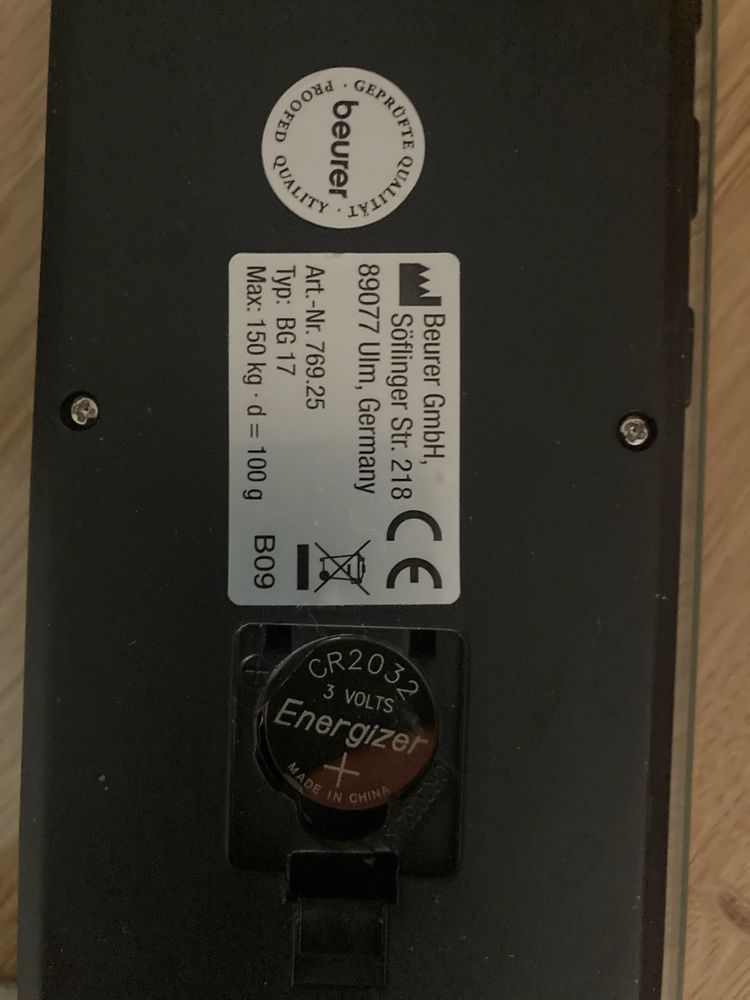 GEPRÜFTE QUALITÄT · PROOFED QUALITY ·
beurer
Beurer GmbH,
Söflinger Str. 218
89077 Ulm, Germany
Art.-Nr. 769.25
Typ: BG 17
Max: 150 kg · d = 100 g
CE
B09
CR2032
3 VOLTS
Energizer
+
MADE IN CHINA